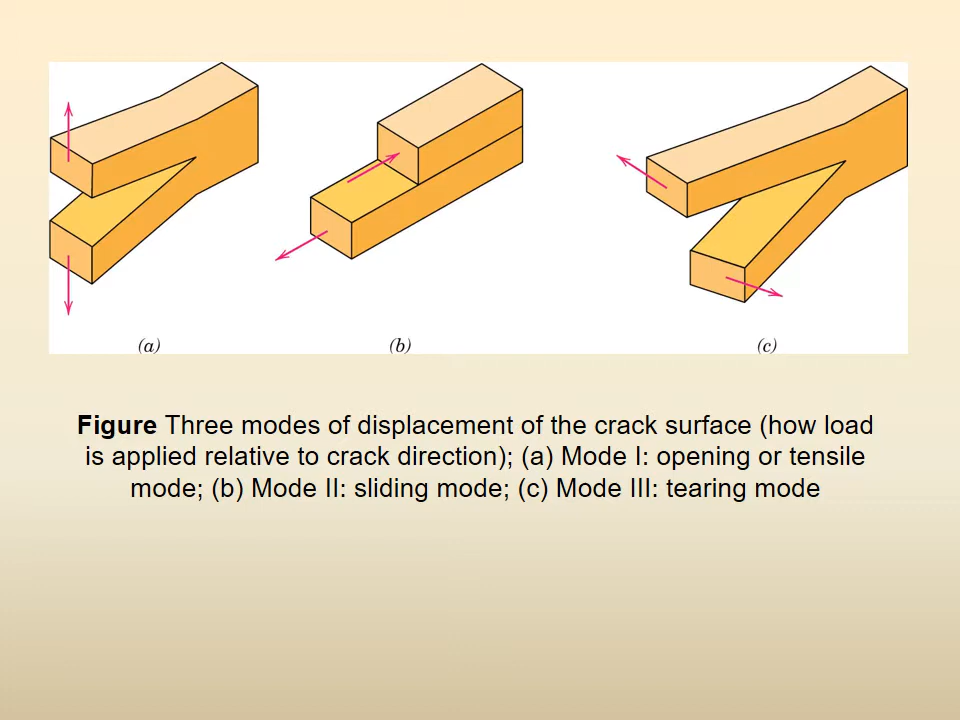 (a) (b) (c)
Figure Three modes of displacement of the crack surface (how load
is applied relative to crack direction); (a) Mode I: opening or tensile
mode; (b) Mode II: sliding mode; (c) Mode III: tearing mode